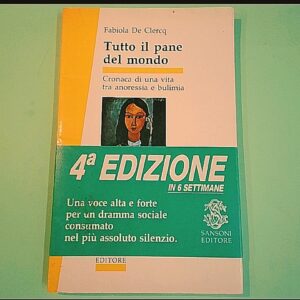 Fabiola De Clercq
Tutto il pane
del mondo
Cronaca di una vita
tra anoressia e bulimia
4ª EDIZIONE
IN 6 SETTIMANE
Una voce alta e forte
per un dramma sociale
consumato
nel più assoluto silenzio.
SANSONI
EDITORE
EDITORE